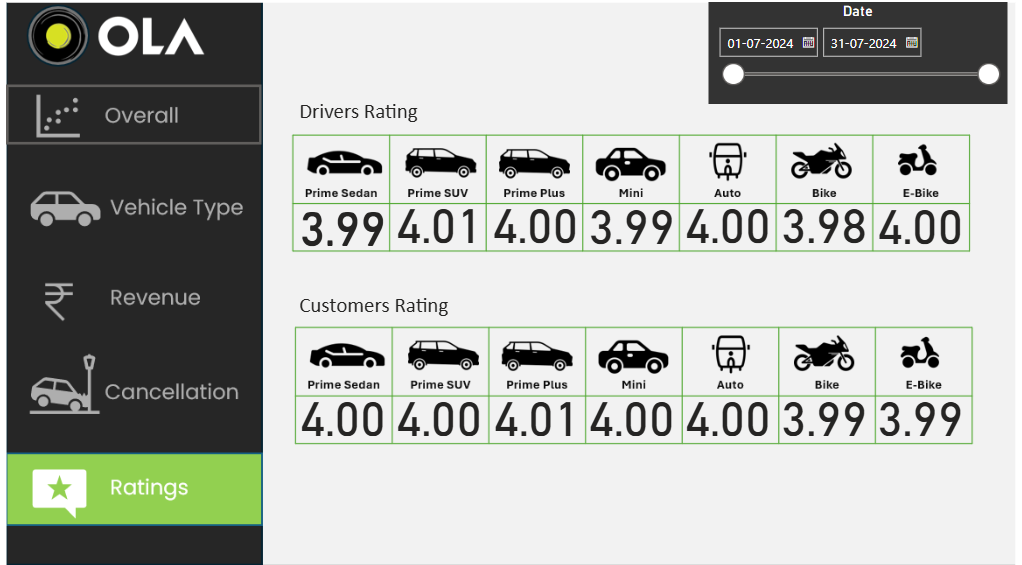 OLA
Date
01-07-2024 31-07-2024
Overall
Vehicle Type
₹ Revenue
Cancellation
Ratings
Drivers Rating
Prime Sedan Prime SUV Prime Plus Mini Auto Bike E-Bike
3.99 4.01 4.00 3.99 4.00 3.98 4.00
Customers Rating
Prime Sedan Prime SUV Prime Plus Mini Auto Bike E-Bike
4.00 4.00 4.01 4.00 4.00 3.99 3.99